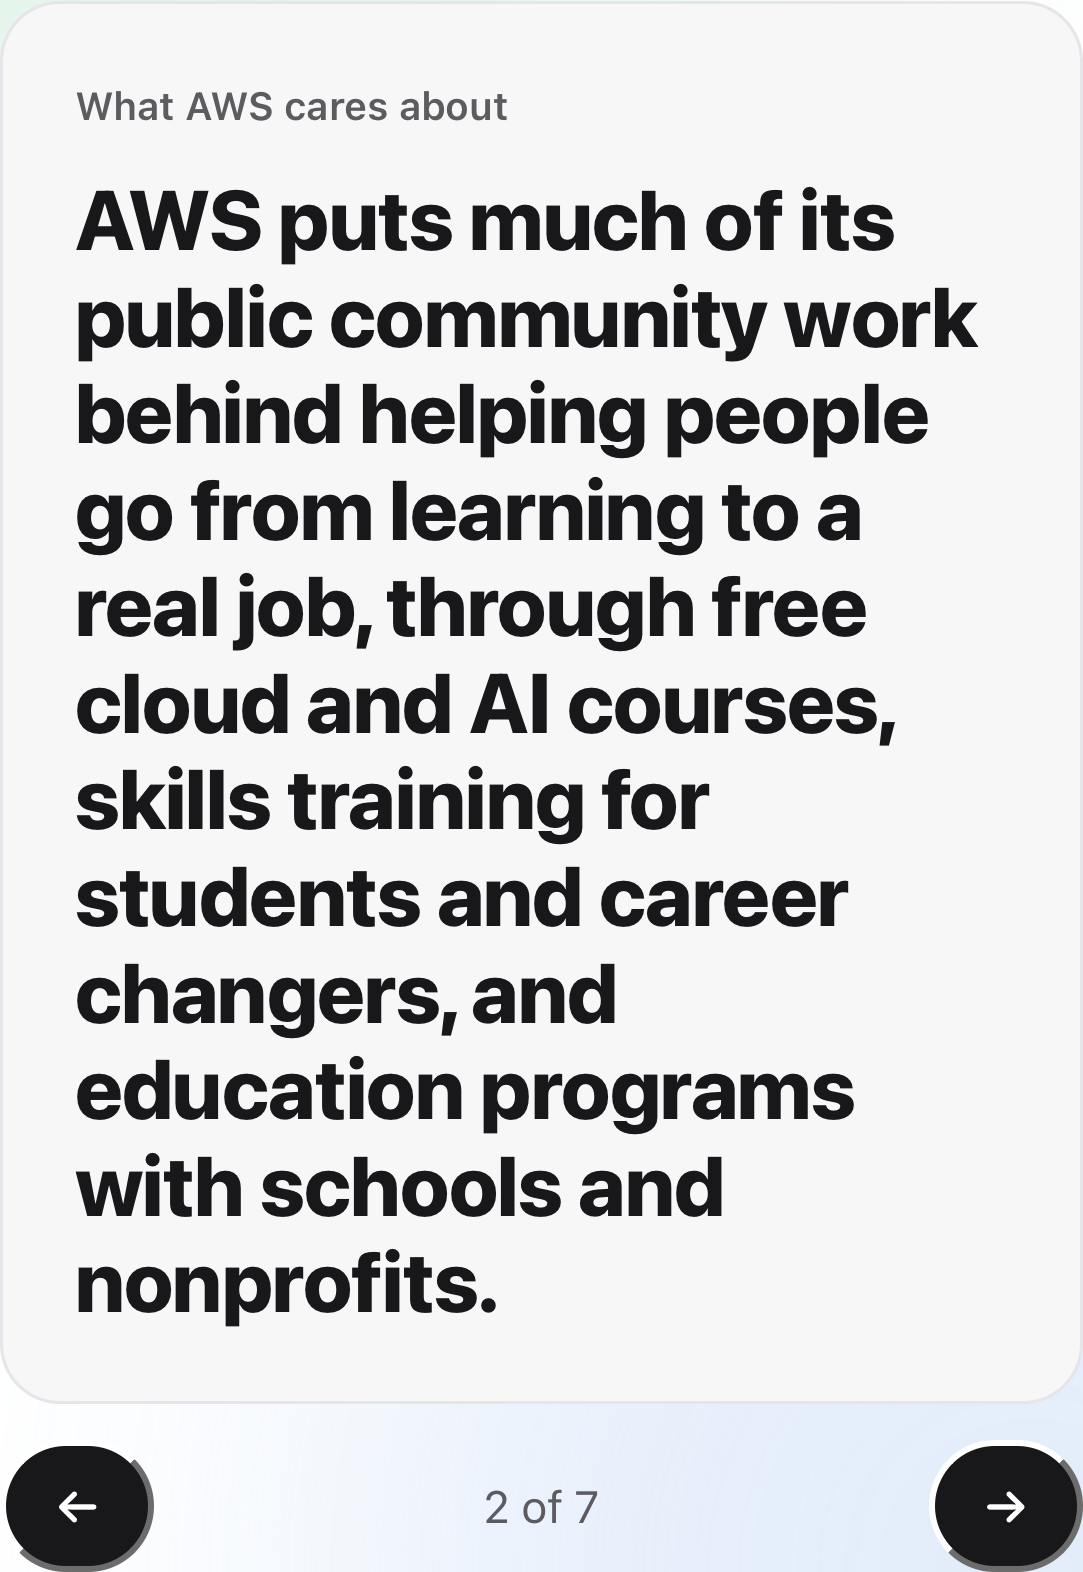 What AWS cares about
AWS puts much of its
public community work
behind helping people
go from learning to a
real job, through free
cloud and AI courses,
skills training for
students and career
changers, and
education programs
with schools and
nonprofits.
2 of 7